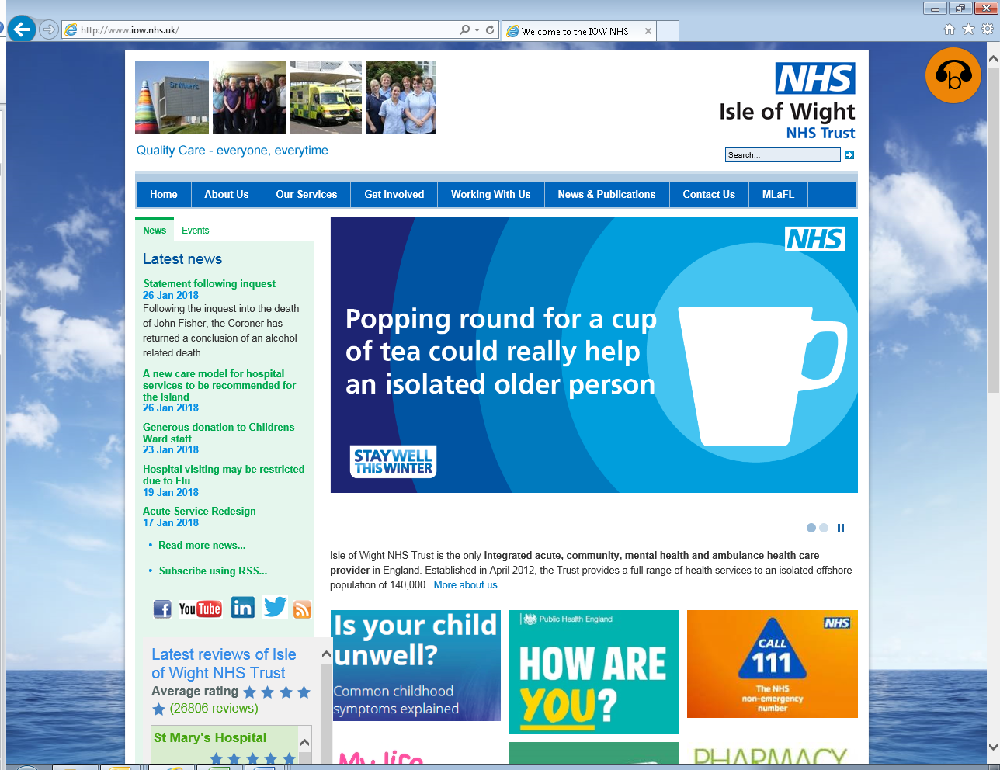 http://www.iow.nhs.uk/
Welcome to the IOW NHS
b
ST MARY'S
NHS
Isle of Wight
NHS Trust
Quality Care - everyone, everytime
Search...
Home
About Us
Our Services
Get Involved
Working With Us
News & Publications
Contact Us
MLaFL
News
Events
Latest news
Statement following inquest
26 Jan 2018
Following the inquest into the death
of John Fisher, the Coroner has
returned a conclusion of an alcohol
related death.
A new care model for hospital
services to be recommended for
the Island
26 Jan 2018
Generous donation to Childrens
Ward staff
23 Jan 2018
Hospital visiting may be restricted
due to Flu
19 Jan 2018
Acute Service Redesign
17 Jan 2018
• Read more news...
• Subscribe using RSS...
f
YouTube
in
Latest reviews of Isle
of Wight NHS Trust
Average rating
(26806 reviews)
St Mary's Hospital
NHS
Popping round for a cup
of tea could really help
an isolated older person
STAY WELL
THIS WINTER
Isle of Wight NHS Trust is the only integrated acute, community, mental health and ambulance health care
provider in England. Established in April 2012, the Trust provides a full range of health services to an isolated offshore
population of 140,000. More about us.
Is your child
unwell?
Common childhood
symptoms explained
Public Health England
HOW ARE
YOU?
NHS
CALL
111
The NHS
non-emergency
number
My life
PHARMACY